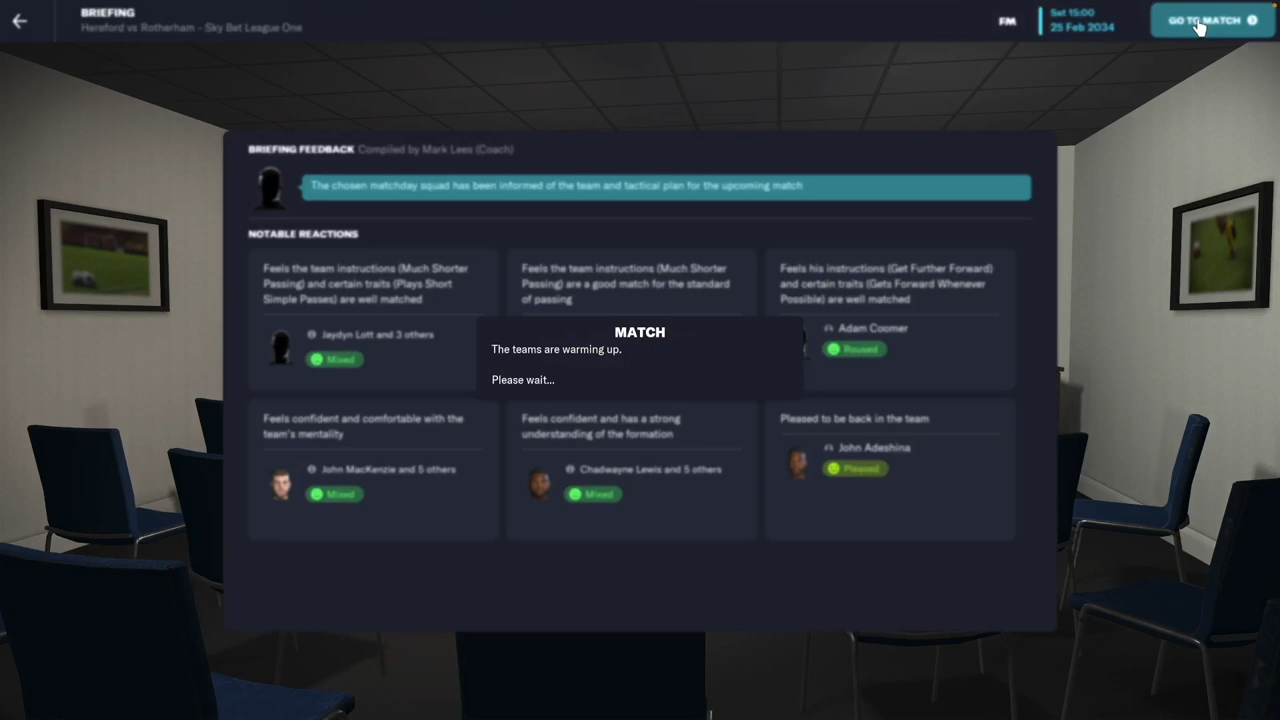 BRIEFING
Hereford vs Rotherham - Sky Bet League One
FM
Sat 15:00
25 Feb 2034
GO TO MATCH
BRIEFING FEEDBACK Compiled by Mark Lees (Coach)
The chosen matchday squad has been informed of the team and tactical plan for the upcoming match
NOTABLE REACTIONS
Feels the team instructions (Much Shorter
Passing) and certain traits (Plays Short
Simple Passes) are well matched
Jaydyn Lott and 3 others
Mixed
Feels the team instructions (Much Shorter
Passing) are a good match for the standard
of passing
Feels his instructions (Get Further Forward)
and certain traits (Gets Forward Whenever
Possible) are well matched
Adam Coomer
Roused
MATCH
The teams are warming up.
Please wait...
Feels confident and comfortable with the
team's mentality
John MacKenzie and 5 others
Mixed
Feels confident and has a strong
understanding of the formation
Chadwayne Lewis and 5 others
Mixed
Pleased to be back in the team
John Adeshina
Pleased